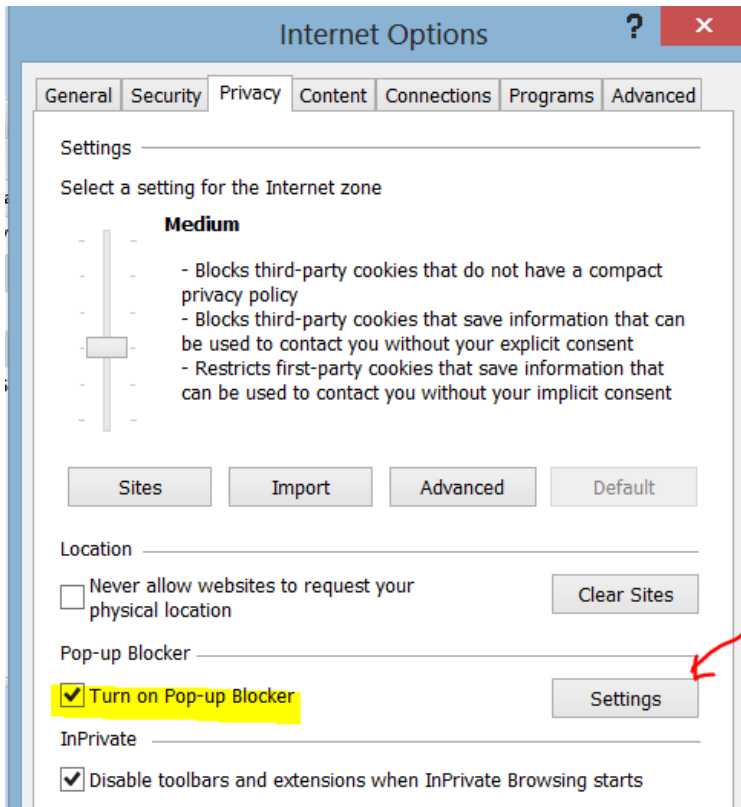 Internet Options
?
x
General Security Privacy Content Connections Programs Advanced
Settings
Select a setting for the Internet zone
Medium
- Blocks third-party cookies that do not have a compact
privacy policy
- Blocks third-party cookies that save information that can
be used to contact you without your explicit consent
- Restricts first-party cookies that save information that
can be used to contact you without your implicit consent
Sites Import Advanced Default
Location
Never allow websites to request your
physical location
Clear Sites
Pop-up Blocker
Turn on Pop-up Blocker
Settings
InPrivate
Disable toolbars and extensions when InPrivate Browsing starts